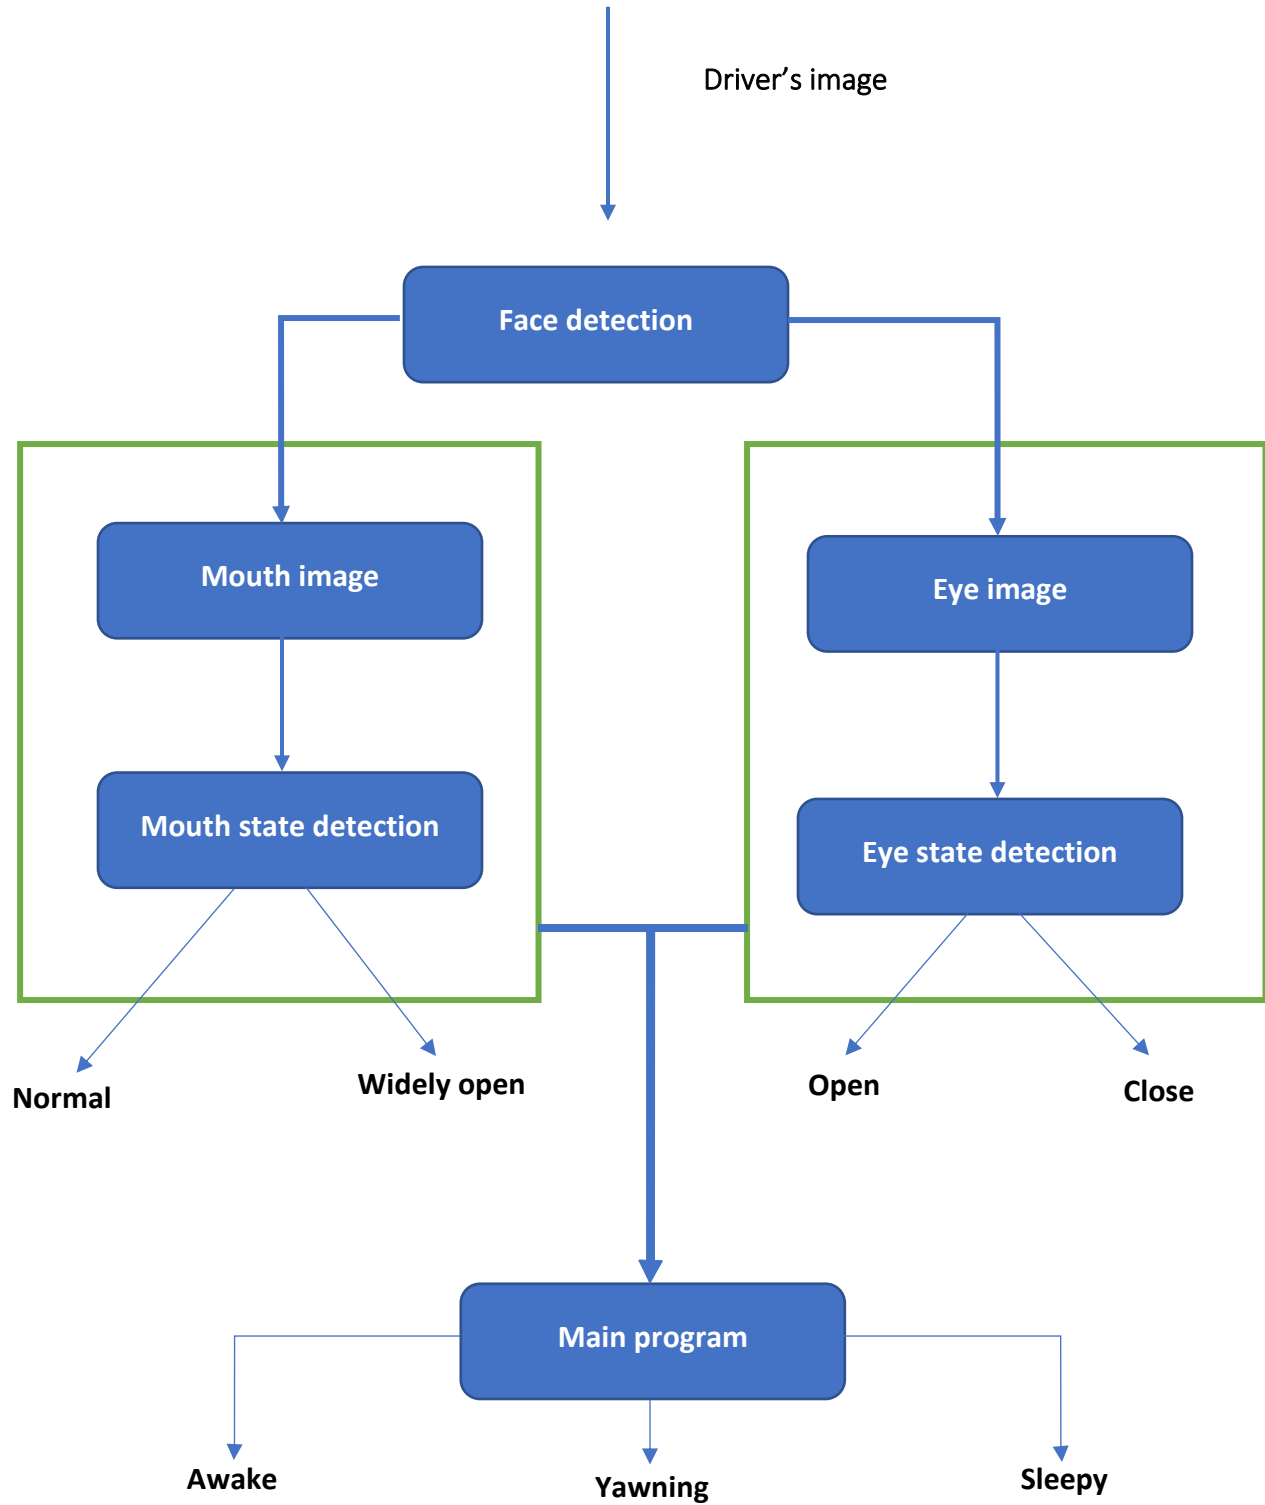 Driver’s image
Face detection
Mouth image
Eye image
Mouth state detection
Eye state detection
Normal
Widely open
Open
Close
Main program
Awake
Yawning
Sleepy